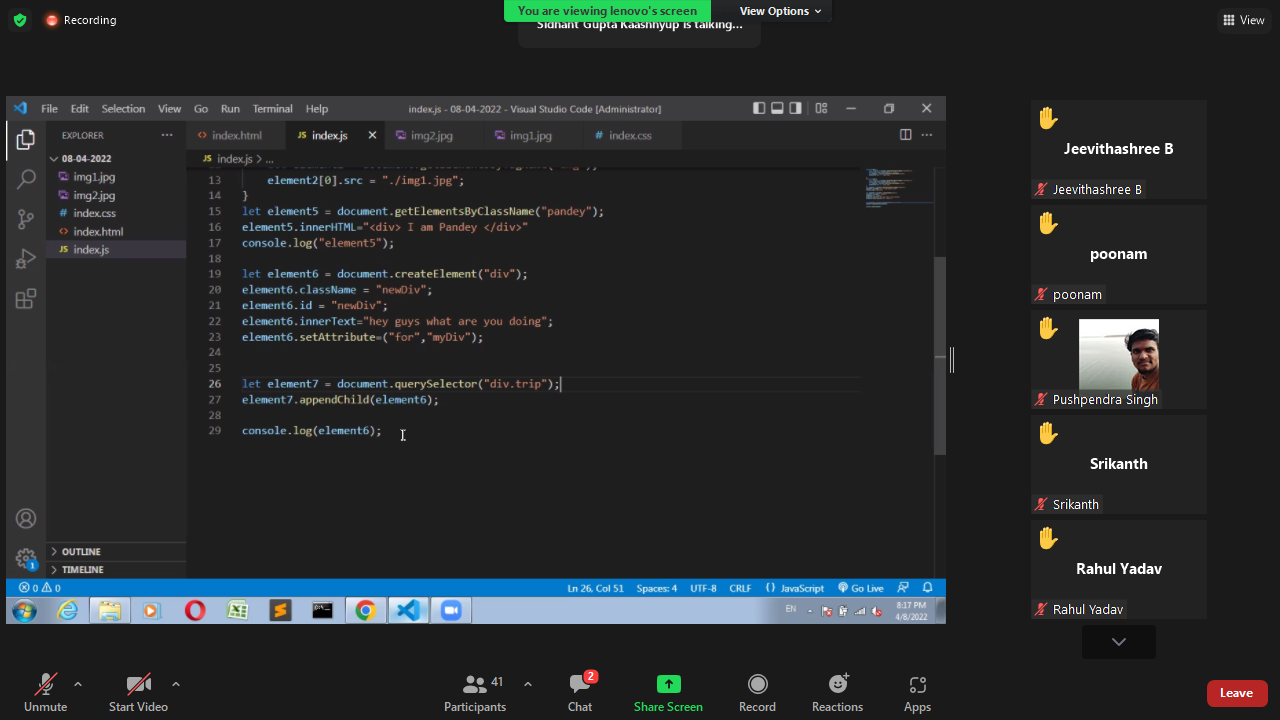 Recording
You are viewing lenovo's screen
View Options
Sidhant Gupta Kaashhyup is talking...
View
File Edit Selection View Go Run Terminal Help
index.js - 08-04-2022 - Visual Studio Code [Administrator]
EXPLORER
index.html
JS index.js
img2.jpg
img1.jpg
# index.css
08-04-2022
img1.jpg
img2.jpg
# index.css
index.html
JS index.js
JS index.js > ...
13 element2[0].src = "./img1.jpg";
14 }
15 let element5 = document.getElementsByClassName("pandey");
16 element5.innerHTML="<div> I am Pandey </div>"
17 console.log("element5");
18
19 let element6 = document.createElement("div");
20 element6.className = "newDiv";
21 element6.id = "newDiv";
22 element6.innerText="hey guys what are you doing";
23 element6.setAttribute=("for","myDiv");
24
25
26 let element7 = document.querySelector("div.trip");
27 element7.appendChild(element6);
28
29 console.log(element6);
OUTLINE
TIMELINE
1
0 0
Ln 26, Col 51 Spaces: 4 UTF-8 CRLF {} JavaScript Go Live
EN
8:17 PM
4/8/2022
Jeevithashree B
Jeevithashree B
poonam
poonam
Pushpendra Singh
Srikanth
Srikanth
Rahul Yadav
Rahul Yadav
Unmute
Start Video
41
Participants
2
Chat
Share Screen
Record
Reactions
Apps
Leave